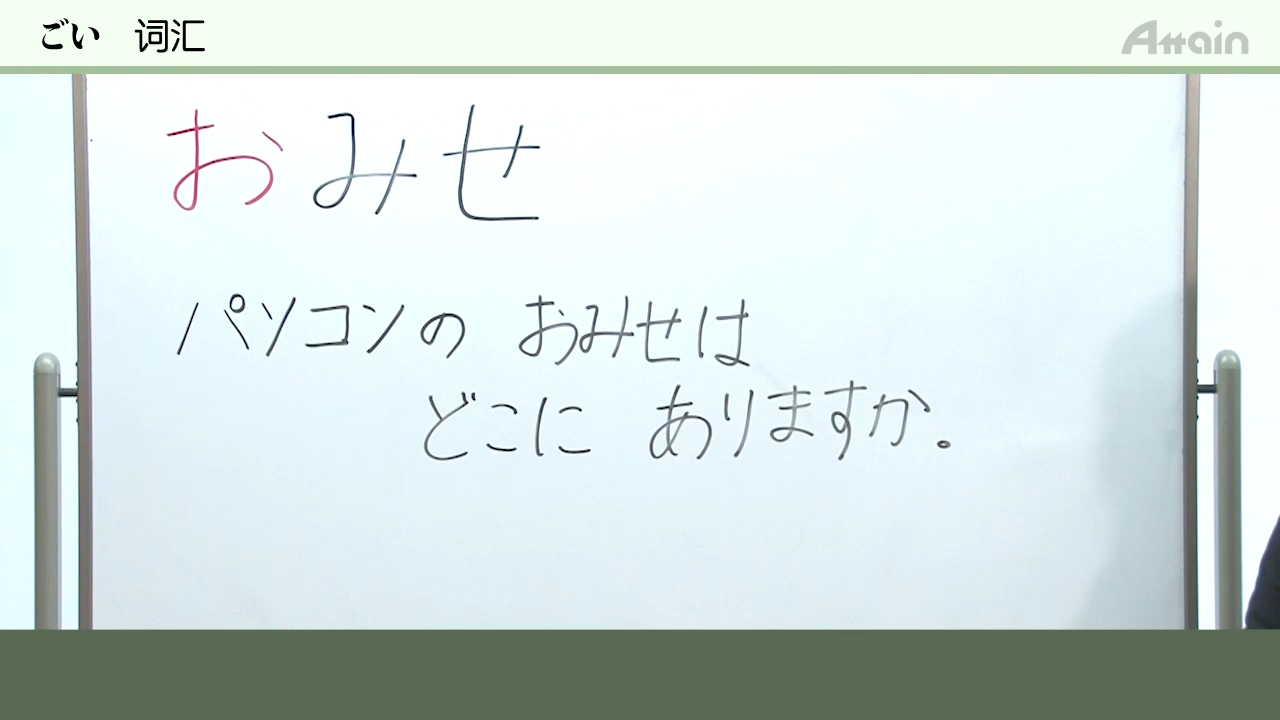 ごい 词汇
Attain
おみせ
パソコンの おみせは
どこに ありますか。